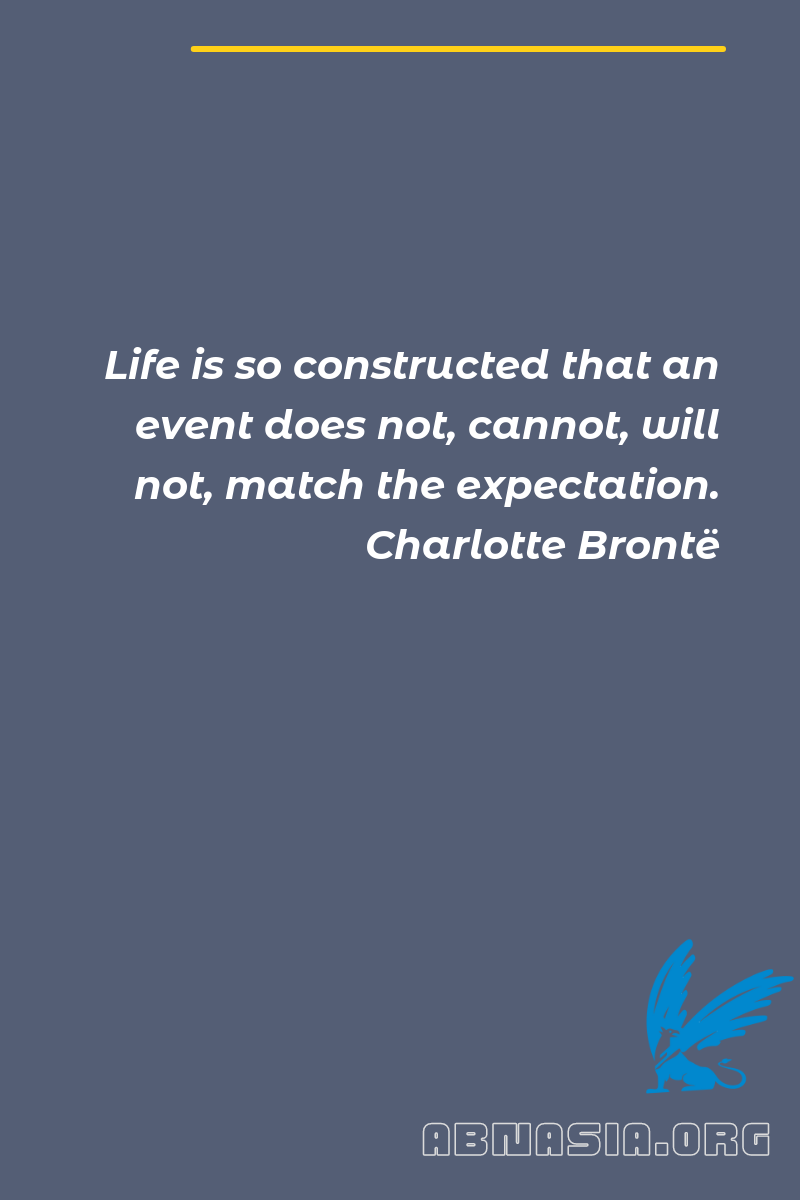 Life is so constructed that an
event does not, cannot, will
not, match the expectation.
Charlotte Brontë
ABNASIA.ORG